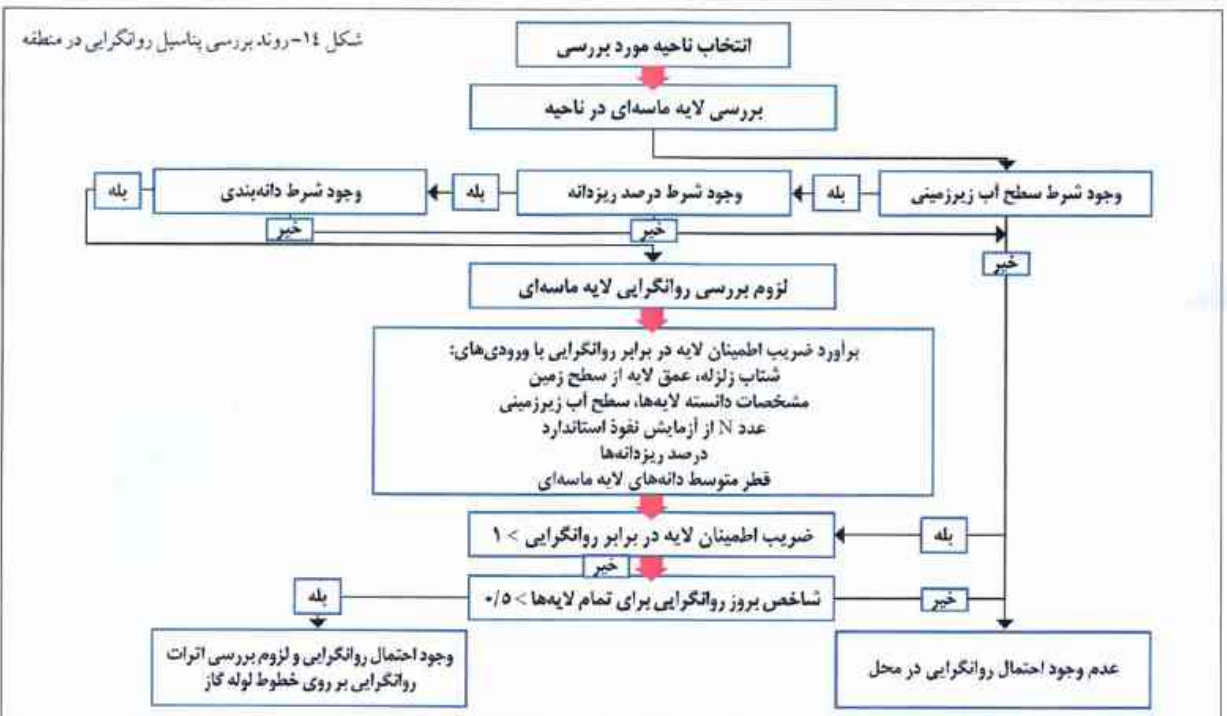 شکل ١٤-روند بررسی پتاسیل روانگرایی در منطقه
انتخاب ناحیه مورد بررسی
بررسی لایه ماسه‌ای در ناحیه
وجود شرط سطح آب زیرزمینی
بله
وجود شرط درصد ریزدانه
بله
وجود شرط دانه‌بندی
بله
خیر
خیر
خیر
لزوم بررسی روانگرایی لایه ماسه‌ای
برآورد ضریب اطمینان لایه در برابر روانگرایی با ورودی‌های:
شتاب زلزله، عمق لایه از سطح زمین
مشخصات دانسته لایه‌ها، سطح آب زیرزمینی
عدد N از آزمایش نفوذ استاندارد
درصد ریزدانه‌ها
قطر متوسط دانه‌های لایه ماسه‌ای
ضریب اطمینان لایه در برابر روانگرایی > ۱
بله
خیر
شاخص بروز روانگرایی برای تمام لایه‌ها > ۰/۵
خیر
بله
عدم وجود احتمال روانگرایی در محل
وجود احتمال روانگرایی و لزوم بررسی اثرات
روانگرایی بر روی خطوط لوله گاز